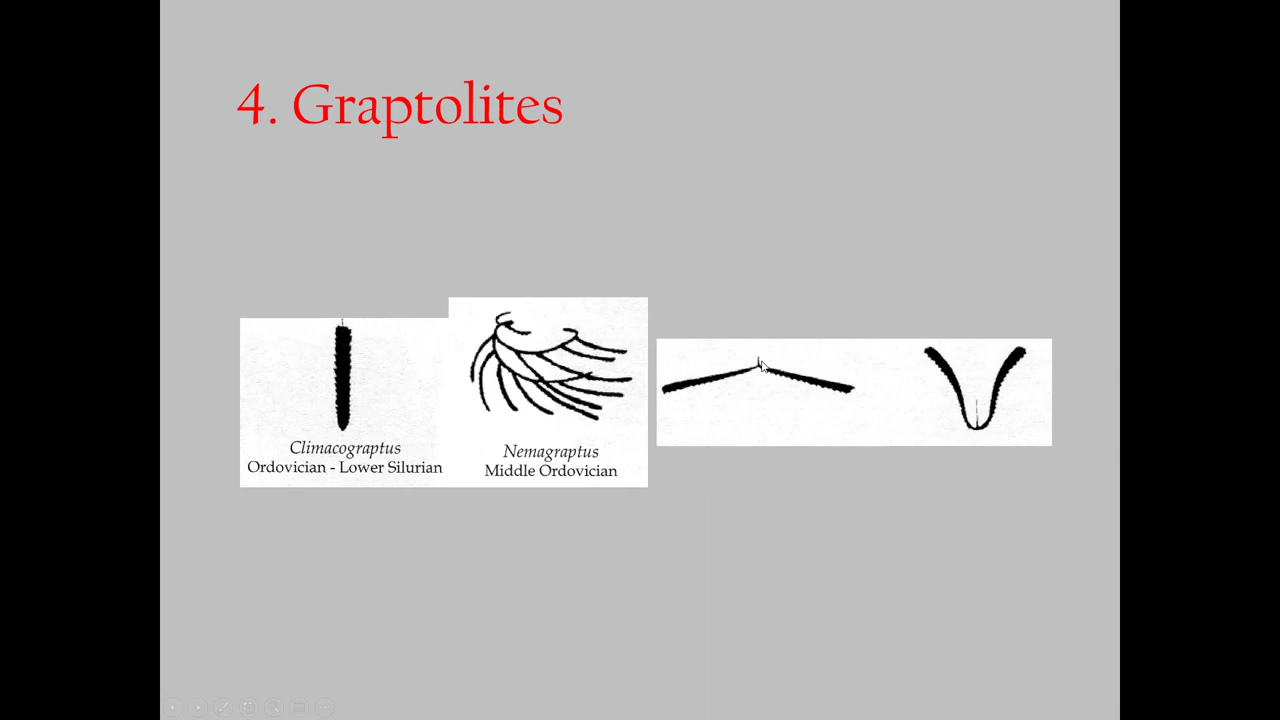 4. Graptolites
Climacograptus
Ordovician - Lower Silurian
Nemagraptus
Middle Ordovician